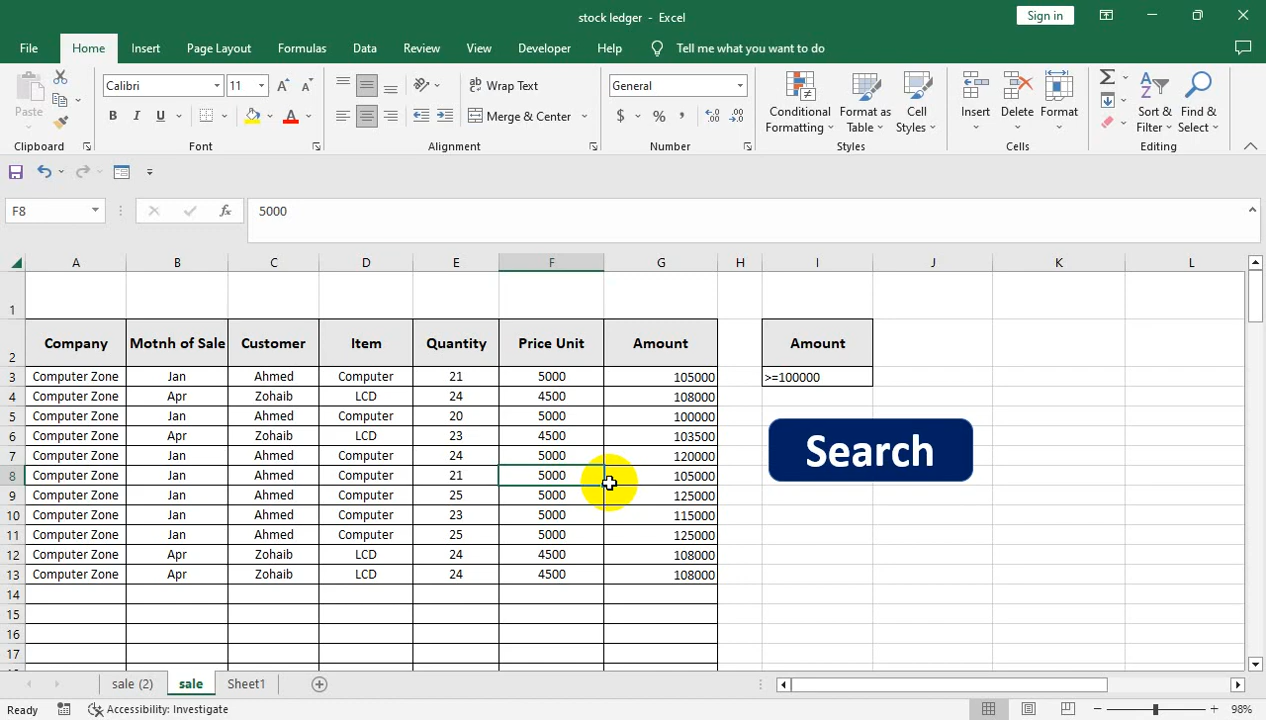 stock ledger - Excel
Sign in
File Home Insert Page Layout Formulas Data Review View Developer Help Tell me what you want to do
Paste
Calibri 11
B I U
Wrap Text
Merge & Center
General
$ % ,
Conditional Formatting
Format as Table
Cell Styles
Insert
Delete
Format
Sort & Filter
Find & Select
Clipboard Font Alignment Number Styles Cells Editing
F8 fx 5000
A B C D E F G H I J K L
1
2 Company Motnh of Sale Customer Item Quantity Price Unit Amount Amount
3 Computer Zone Jan Ahmed Computer 21 5000 105000 >=100000
4 Computer Zone Apr Zohaib LCD 24 4500 108000
5 Computer Zone Jan Ahmed Computer 20 5000 100000
6 Computer Zone Apr Zohaib LCD 23 4500 103500
7 Computer Zone Jan Ahmed Computer 24 5000 120000
Search
8 Computer Zone Jan Ahmed Computer 21 5000 105000
9 Computer Zone Jan Ahmed Computer 25 5000 125000
10 Computer Zone Jan Ahmed Computer 23 5000 115000
11 Computer Zone Jan Ahmed Computer 25 5000 125000
12 Computer Zone Apr Zohaib LCD 24 4500 108000
13 Computer Zone Apr Zohaib LCD 24 4500 108000
14
15
16
17
sale (2) sale Sheet1
Ready Accessibility: Investigate 98%